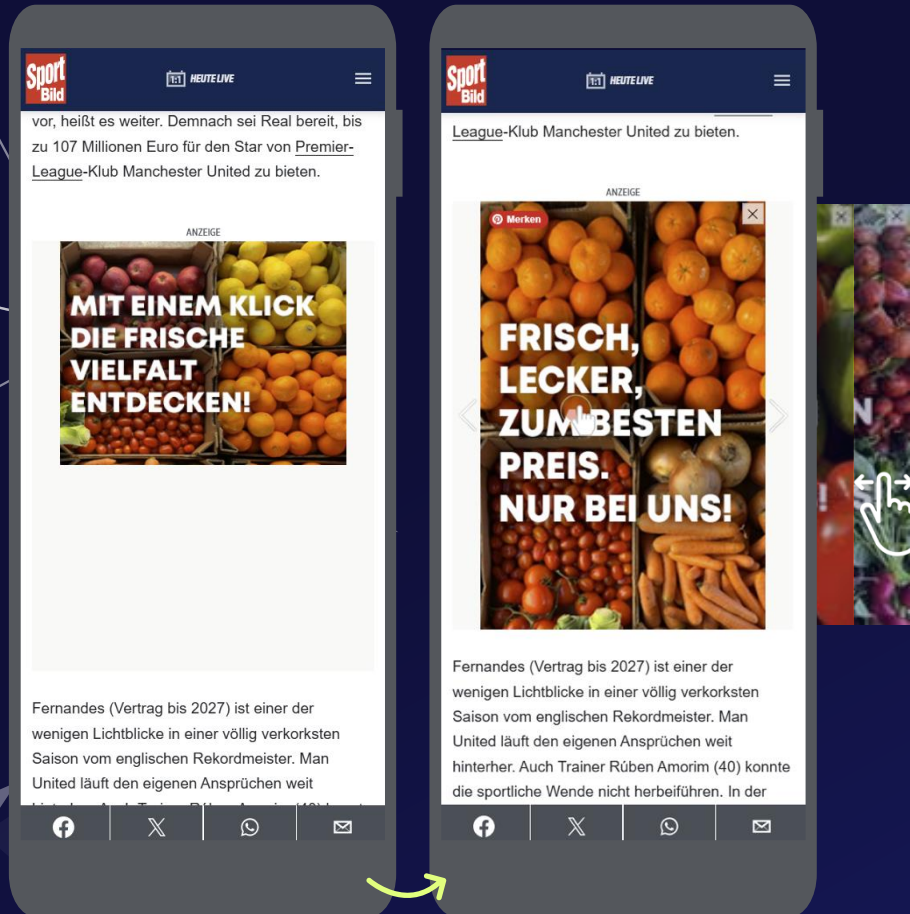 Sport
Bild
1:1 HEUTE LIVE
vor, heißt es weiter. Demnach sei Real bereit, bis
zu 107 Millionen Euro für den Star von Premier-
League-Klub Manchester United zu bieten.
ANZEIGE
MIT EINEM KLICK
DIE FRISCHE
VIELFALT
ENTDECKEN!
Fernandes (Vertrag bis 2027) ist einer der
wenigen Lichtblicke in einer völlig verkorksten
Saison vom englischen Rekordmeister. Man
United läuft den eigenen Ansprüchen weit
Sport
Bild
1:1 HEUTE LIVE
League-Klub Manchester United zu bieten.
ANZEIGE
Merken
FRISCH,
LECKER,
ZUM BESTEN
PREIS.
NUR BEI UNS!
Fernandes (Vertrag bis 2027) ist einer der
wenigen Lichtblicke in einer völlig verkorksten
Saison vom englischen Rekordmeister. Man
United läuft den eigenen Ansprüchen weit
hinterher. Auch Trainer Rúben Amorim (40) konnte
die sportliche Wende nicht herbeiführen. In der